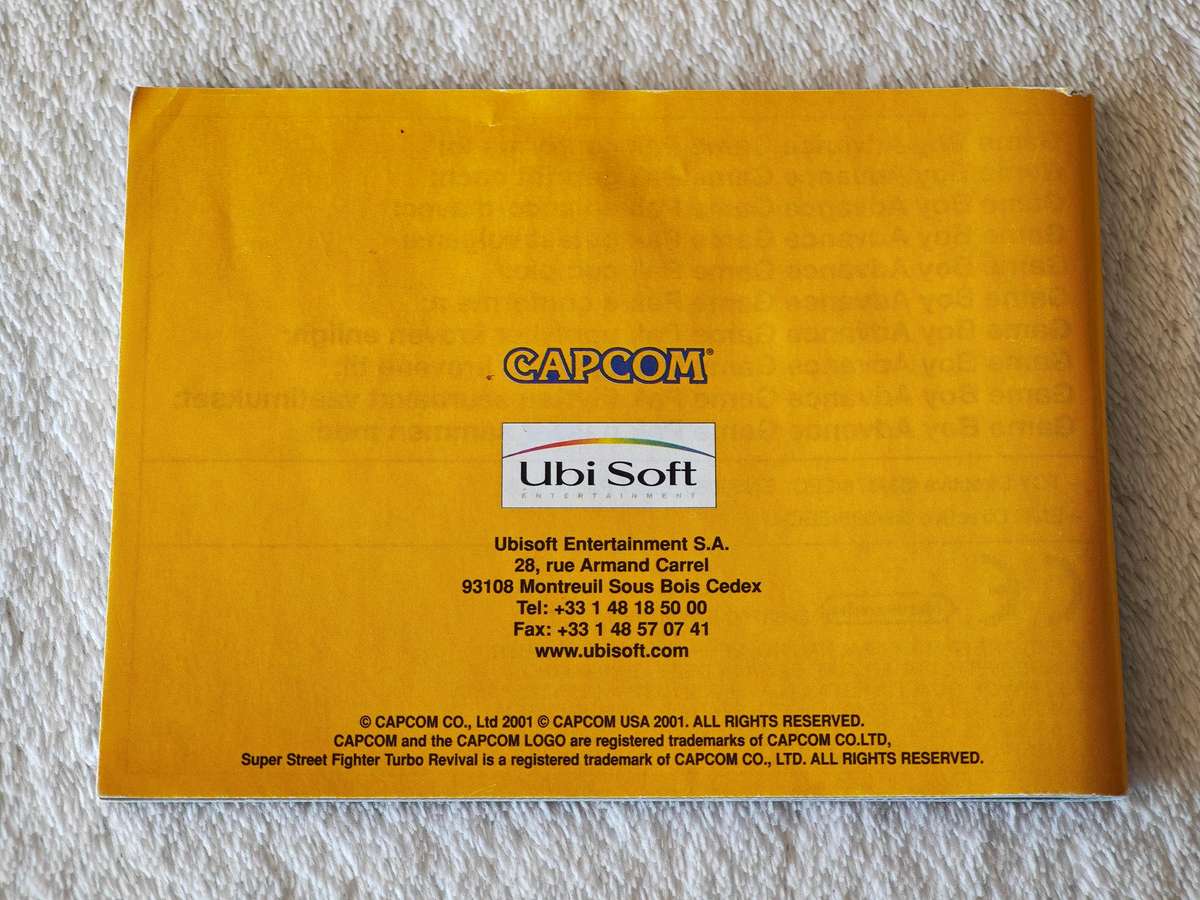 CAPCOM®
Ubi Soft
ENTERTAINMENT
Ubisoft Entertainment S.A.
28, rue Armand Carrel
93108 Montreuil Sous Bois Cedex
Tel: +33 1 48 18 50 00
Fax: +33 1 48 57 07 41
www.ubisoft.com
© CAPCOM CO., Ltd 2001 © CAPCOM USA 2001. ALL RIGHTS RESERVED.
CAPCOM and the CAPCOM LOGO are registered trademarks of CAPCOM CO.LTD,
Super Street Fighter Turbo Revival is a registered trademark of CAPCOM CO., LTD. ALL RIGHTS RESERVED.